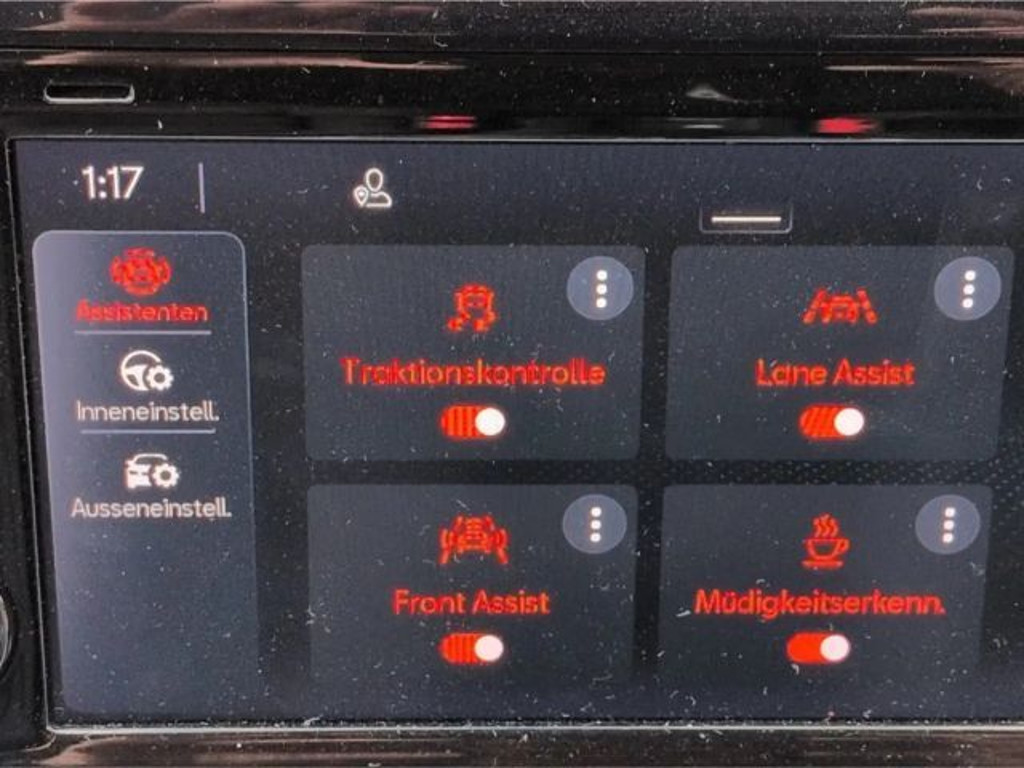 1:17
Assistenten
Inneneinstell.
Ausseneinstell.
Traktionskontrolle
Lane Assist
Front Assist
Müdigkeitserkenn.